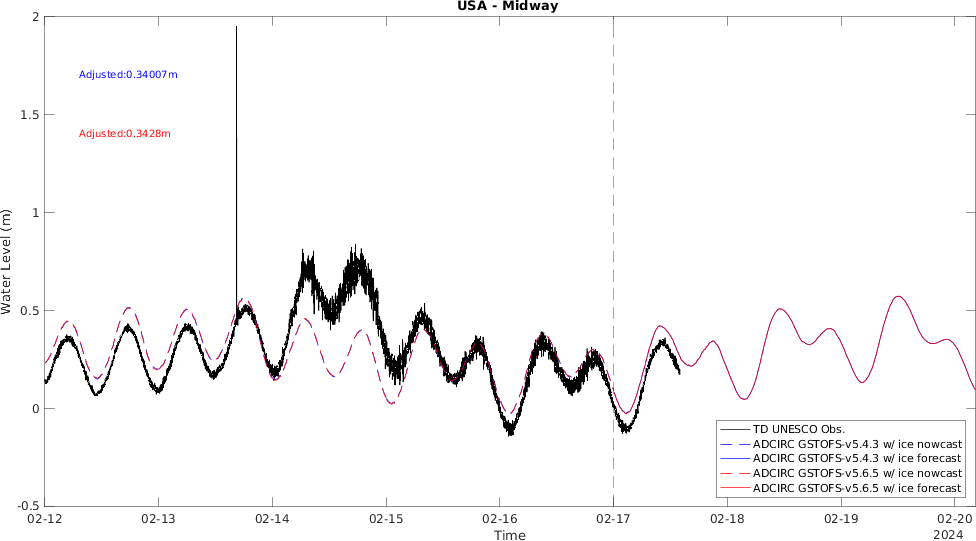 USA - Midway
2
1.5
1
0.5
0
-0.5
Water Level (m)
Adjusted:0.34007m
Adjusted:0.3428m
TD UNESCO Obs.
ADCIRC GSTOFS-v5.4.3 w/ ice nowcast
ADCIRC GSTOFS-v5.4.3 w/ ice forecast
ADCIRC GSTOFS-v5.6.5 w/ ice nowcast
ADCIRC GSTOFS-v5.6.5 w/ ice forecast
02-12 02-13 02-14 02-15 02-16 02-17 02-18 02-19 02-20
Time
2024